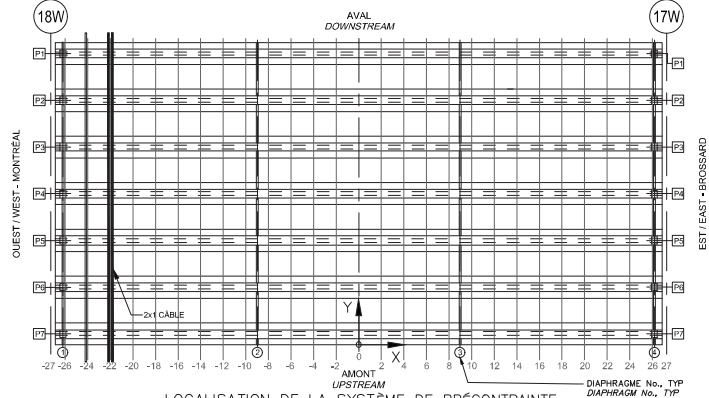 18W
AVAL
DOWNSTREAM
17W
P1
P2
P3
P4
P5
P6
P7
P1
P2
P3
P4
P5
P6
P7
OUEST / WEST - MONTRÉAL
EST / EAST - BROSSARD
2x1 CÂBLE
Y
X
1
2
3
4
-27 -26 -24 -22 -20 -18 -16 -14 -12 -10 -8 -6 -4 -2 0 2 4 6 8 10 12 14 16 18 20 22 24 26 27
AMONT
UPSTREAM
DIAPHRAGME No., TYP
DIAPHRAGM No., TYP
LOCALISATION DE LA SYSTÈME DE PRÉCONTRAINTE